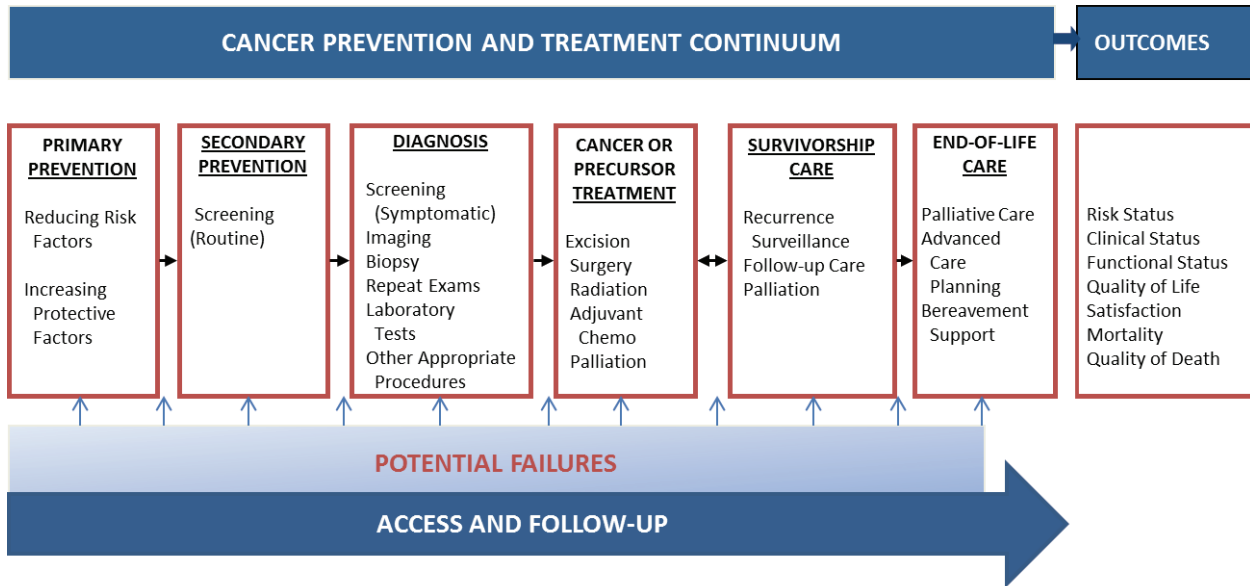 CANCER PREVENTION AND TREATMENT CONTINUUM
OUTCOMES
PRIMARY
PREVENTION
Reducing Risk
Factors
Increasing
Protective
Factors
SECONDARY
PREVENTION
Screening
(Routine)
DIAGNOSIS
Screening
(Symptomatic)
Imaging
Biopsy
Repeat Exams
Laboratory
Tests
Other Appropriate
Procedures
CANCER OR
PRECURSOR
TREATMENT
Excision
Surgery
Radiation
Adjuvant
Chemo
Palliation
SURVIVORSHIP
CARE
Recurrence
Surveillance
Follow-up Care
Palliation
END-OF-LIFE
CARE
Palliative Care
Advanced
Care
Planning
Bereavement
Support
Risk Status
Clinical Status
Functional Status
Quality of Life
Satisfaction
Mortality
Quality of Death
POTENTIAL FAILURES
ACCESS AND FOLLOW-UP